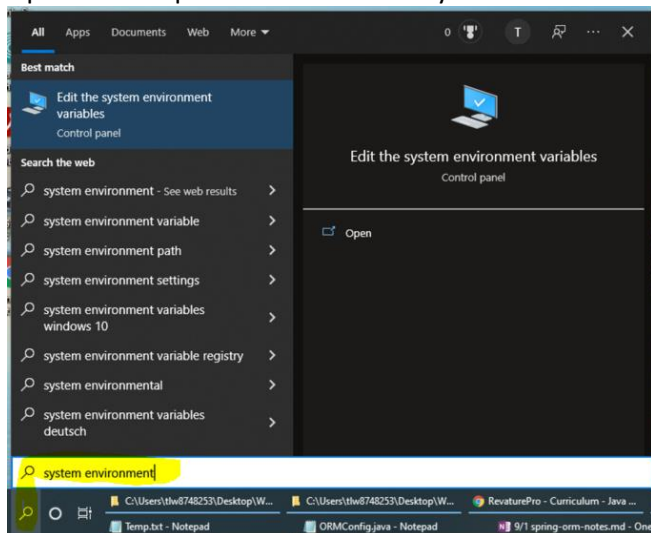 All Apps Documents Web More 0 T ... ×
Best match
Edit the system environment
variables
Control panel
Search the web
system environment - See web results
system environment variable
system environment path
system environment settings
system environment variables
windows 10
system environment variable registry
system environmental
system environment variables
deutsch
Edit the system environment variables
Control panel
Open
system environment
C:\Users\tlw8748253\Desktop\W... C:\Users\tlw8748253\Desktop\W... RevaturePro - Curriculum - Java ...
Temp.txt - Notepad ORMConfig.java - Notepad 9/1 spring-orm-notes.md - One